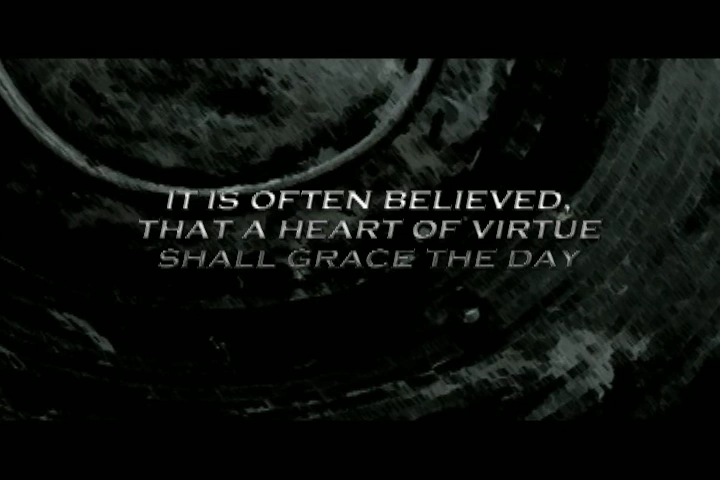 IT IS OFTEN BELIEVED,
THAT A HEART OF VIRTUE
SHALL GRACE THE DAY